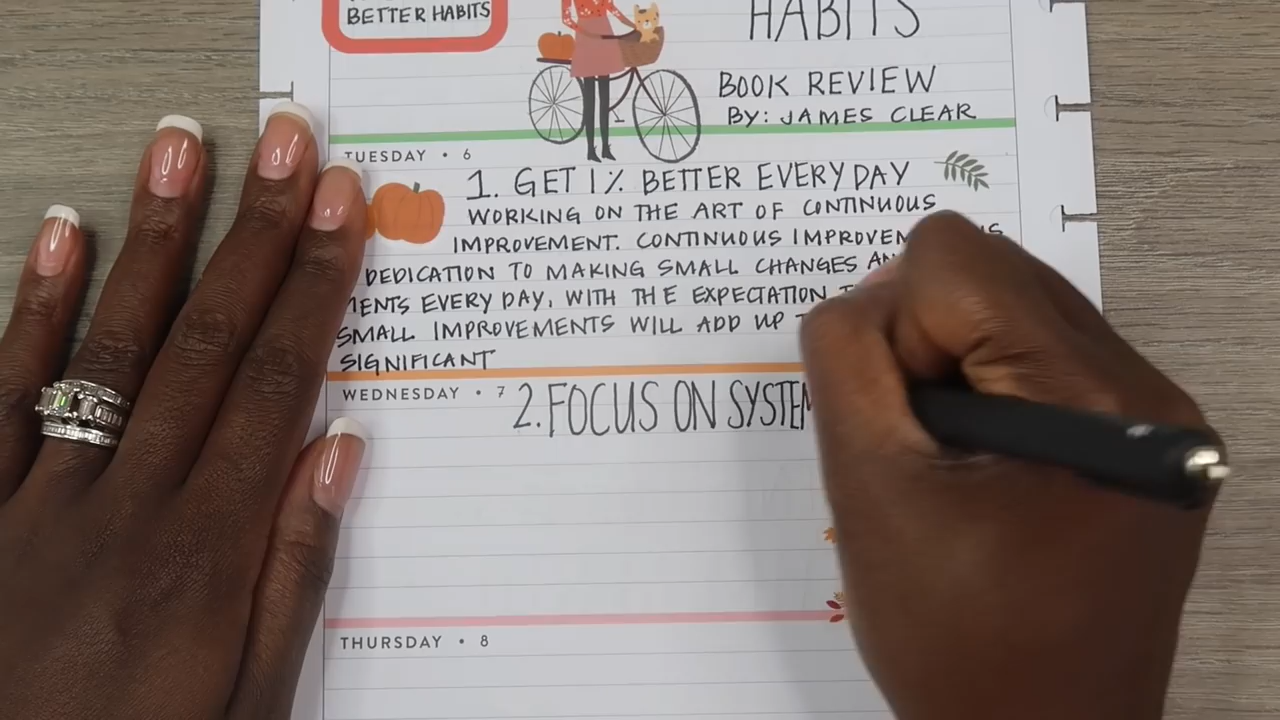 BETTER HABITS
HABITS
BOOK REVIEW
BY: JAMES CLEAR
TUESDAY • 6
1. GET 1% BETTER EVERY DAY
WORKING ON THE ART OF CONTINUOUS
IMPROVEMENT. CONTINUOUS
DEDICATION TO MAKING SMALL CHANGES
MENTS EVERY DAY, WITH THE EXPECTATION
SMALL IMPROVEMENTS WILL ADD UP
SIGNIFICANT
WEDNESDAY • 7
2. FOCUS ON SYSTEM
THURSDAY • 8